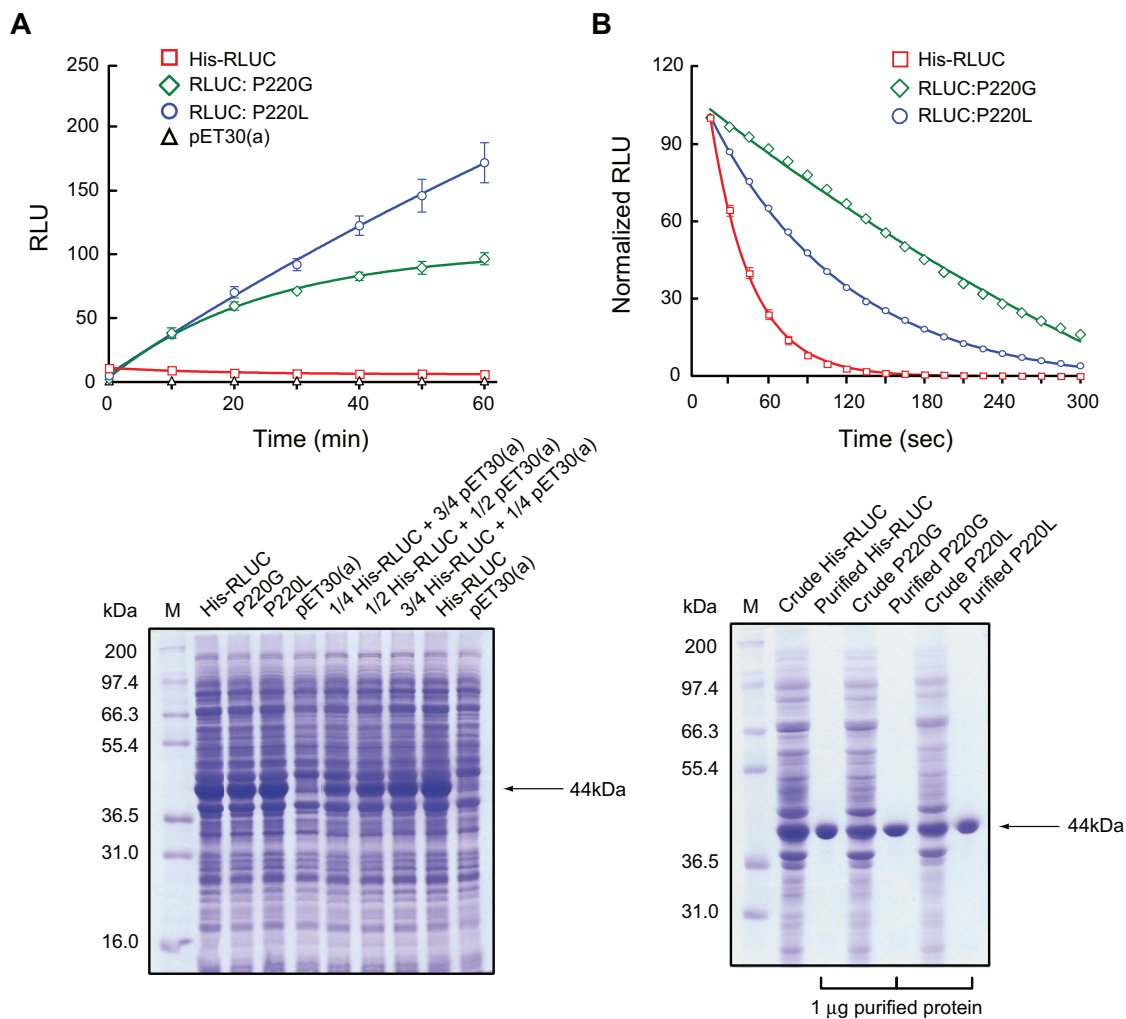 A
His-RLUC
RLUC: P220G
RLUC: P220L
pET30(a)
250
200
150
100
50
0
RLU
0
20
40
60
Time (min)
B
His-RLUC
RLUC:P220G
RLUC:P220L
120
90
60
30
0
Normalized RLU
0
60
120
180
240
300
Time (sec)
kDa
M
His-RLUC
P220G
P220L
pET30(a)
1/4 His-RLUC + 3/4 pET30(a)
1/2 His-RLUC + 1/2 pET30(a)
3/4 His-RLUC + 1/4 pET30(a)
His-RLUC
pET30(a)
200
97.4
66.3
55.4
36.5
31.0
16.0
44kDa
kDa
M
Crude His-RLUC
Purified His-RLUC
Crude P220G
Purified P220G
Crude P220L
Purified P220L
200
97.4
66.3
55.4
36.5
31.0
44kDa
1 µg purified protein